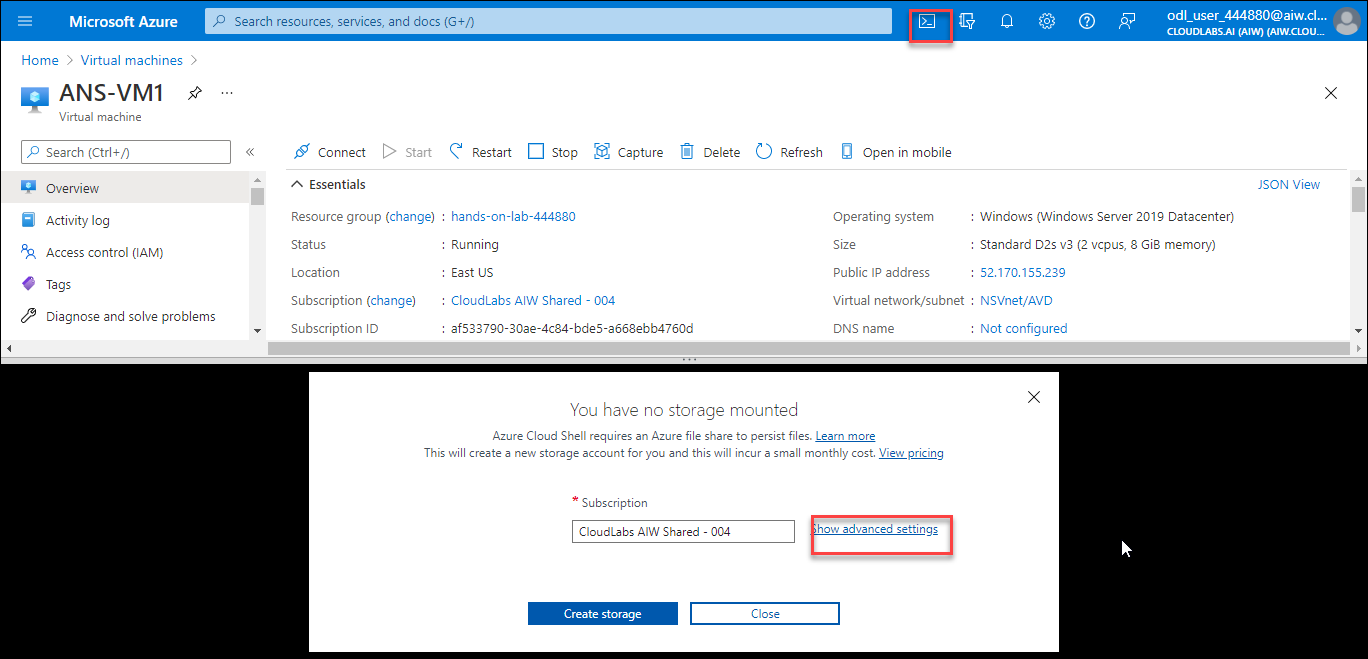 Microsoft Azure
Search resources, services, and docs (G+/)
odl_user_444880@aiw.cl...
CLOUDLABS.AI (AIW) (AIW.CLOU...
Home > Virtual machines >
ANS-VM1 ...
Virtual machine
Search (Ctrl+/) «
Connect Start Restart Stop Capture Delete Refresh Open in mobile
Overview
Activity log
Access control (IAM)
Tags
Diagnose and solve problems
Essentials JSON View
Resource group (change) : hands-on-lab-444880
Status : Running
Location : East US
Subscription (change) : CloudLabs AIW Shared - 004
Subscription ID : af533790-30ae-4c84-bde5-a668ebb4760d
Operating system : Windows (Windows Server 2019 Datacenter)
Size : Standard D2s v3 (2 vcpus, 8 GiB memory)
Public IP address : 52.170.155.239
Virtual network/subnet : NSVnet/AVD
DNS name : Not configured
You have no storage mounted
Azure Cloud Shell requires an Azure file share to persist files. Learn more
This will create a new storage account for you and this will incur a small monthly cost. View pricing
* Subscription
CloudLabs AIW Shared - 004 Show advanced settings
Create storage Close